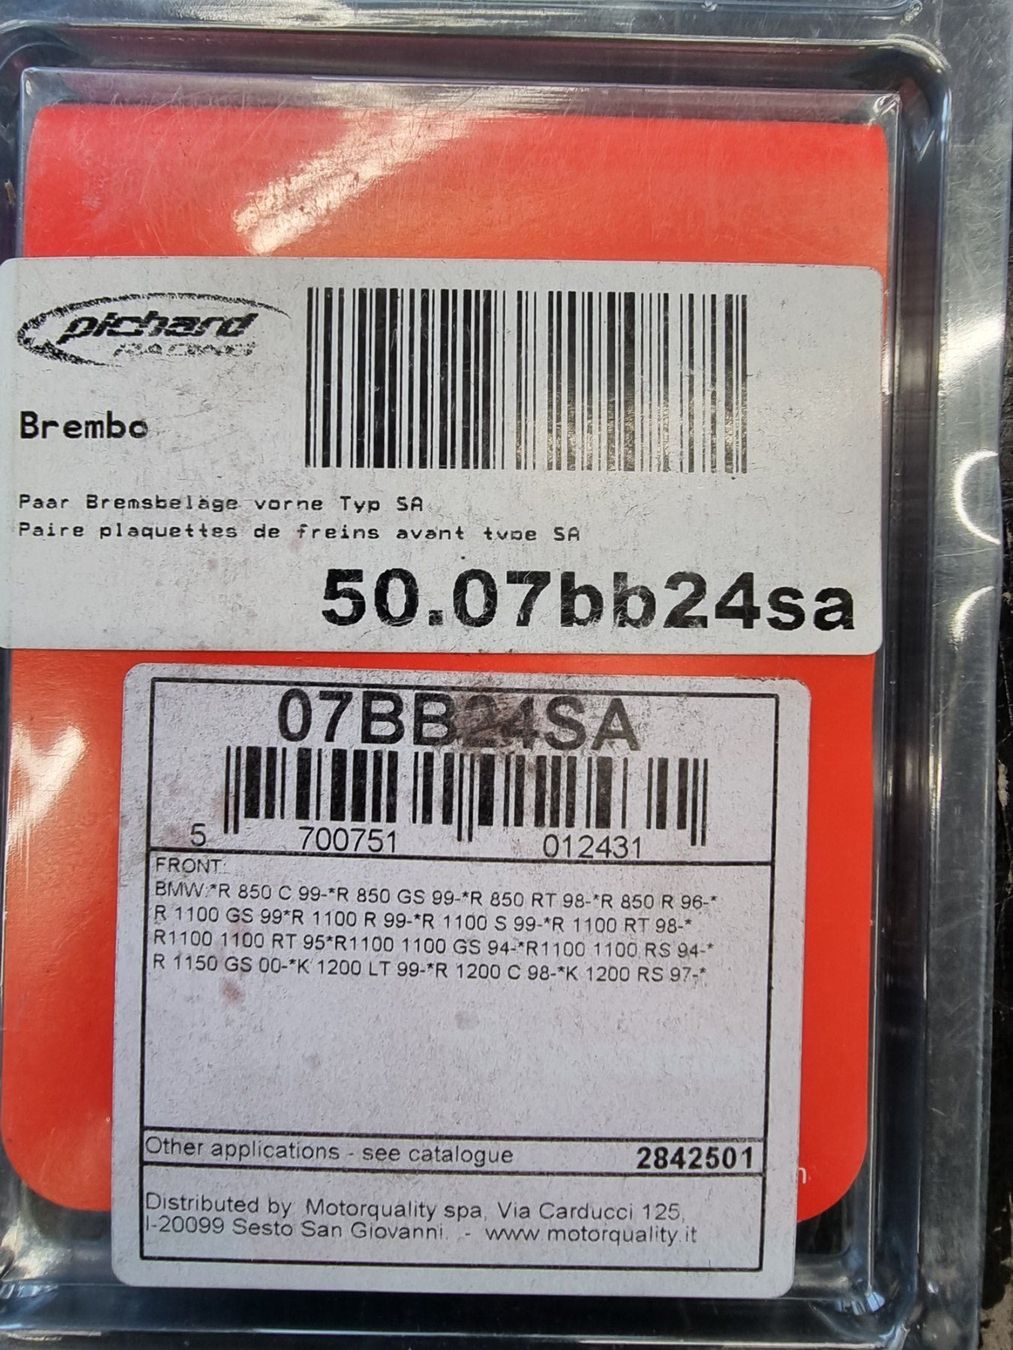 pichard
RACING
Brembo
Paar Bremsbeläge vorne Typ SA
Paire plaquettes de freins avant type SA
50.07bb24sa
07BB24SA
5 700751 012431
FRONT:
BMW:*R 850 C 99-*R 850 GS 99-*R 850 RT 98-*R 850 R 96-*
R 1100 GS 99*R 1100 R 99-*R 1100 S 99-*R 1100 RT 98-*
R1100 1100 RT 95*R1100 1100 GS 94-*R1100 1100 RS 94-*
R 1150 GS 00-*K 1200 LT 99-*R 1200 C 98-*K 1200 RS 97-*
Other applications - see catalogue 2842501
Distributed by Motorquality spa, Via Carducci 125,
I-20099 Sesto San Giovanni. - www motorquality.it